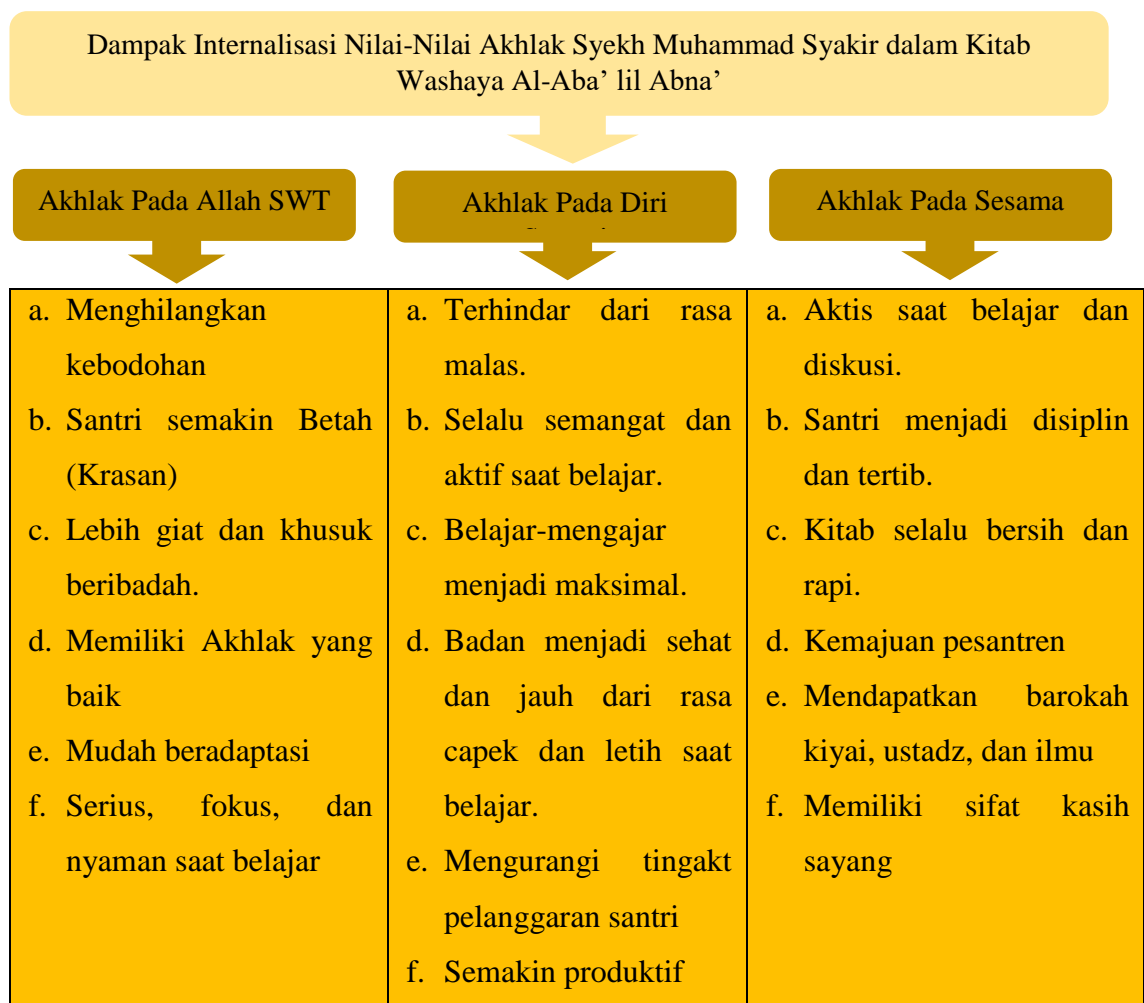 Dampak Internalisasi Nilai-Nilai Akhlak Syekh Muhammad Syakir dalam Kitab
Washaya Al-Aba’ lil Abna’
Akhlak Pada Allah SWT
Akhlak Pada Diri
Akhlak Pada Sesama
a. Menghilangkan
kebodohan
b. Santri semakin Betah
(Krasan)
c. Lebih giat dan khusuk
beribadah.
d. Memiliki Akhlak yang
baik
e. Mudah beradaptasi
f. Serius, fokus, dan
nyaman saat belajar
a. Terhindar dari rasa
malas.
b. Selalu semangat dan
aktif saat belajar.
c. Belajar-mengajar
menjadi maksimal.
d. Badan menjadi sehat
dan jauh dari rasa
capek dan letih saat
belajar.
e. Mengurangi tingakt
pelanggaran santri
f. Semakin produktif
a. Aktis saat belajar dan
diskusi.
b. Santri menjadi disiplin
dan tertib.
c. Kitab selalu bersih dan
rapi.
d. Kemajuan pesantren
e. Mendapatkan barokah
kiyai, ustadz, dan ilmu
f. Memiliki sifat kasih
sayang